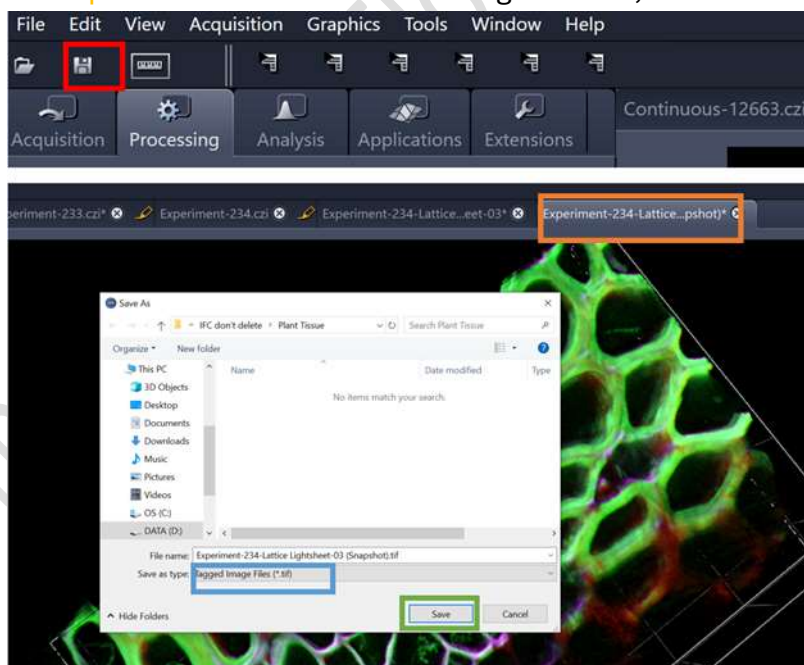 File Edit View Acquisition Graphics Tools Window Help
Acquisition Processing Analysis Applications Extensions Continuous-12663.czi
periment-233.czi* Experiment-234.czi Experiment-234-Lattice...eet-03* Experiment-234-Lattice...pshot)*
Save As
IFC don't delete Plant Tissue Search Plant Tissue
Organize New folder
This PC Name Date modified Type
3D Objects No items match your search.
Desktop
Documents
Downloads
Music
Pictures
Videos
OS (C:)
DATA (D:)
File name: Experiment-234-Lattice Lightsheet-03 (Snapshot).tif
Save as type: Tagged Image Files (*.tif)
Hide Folders Save Cancel